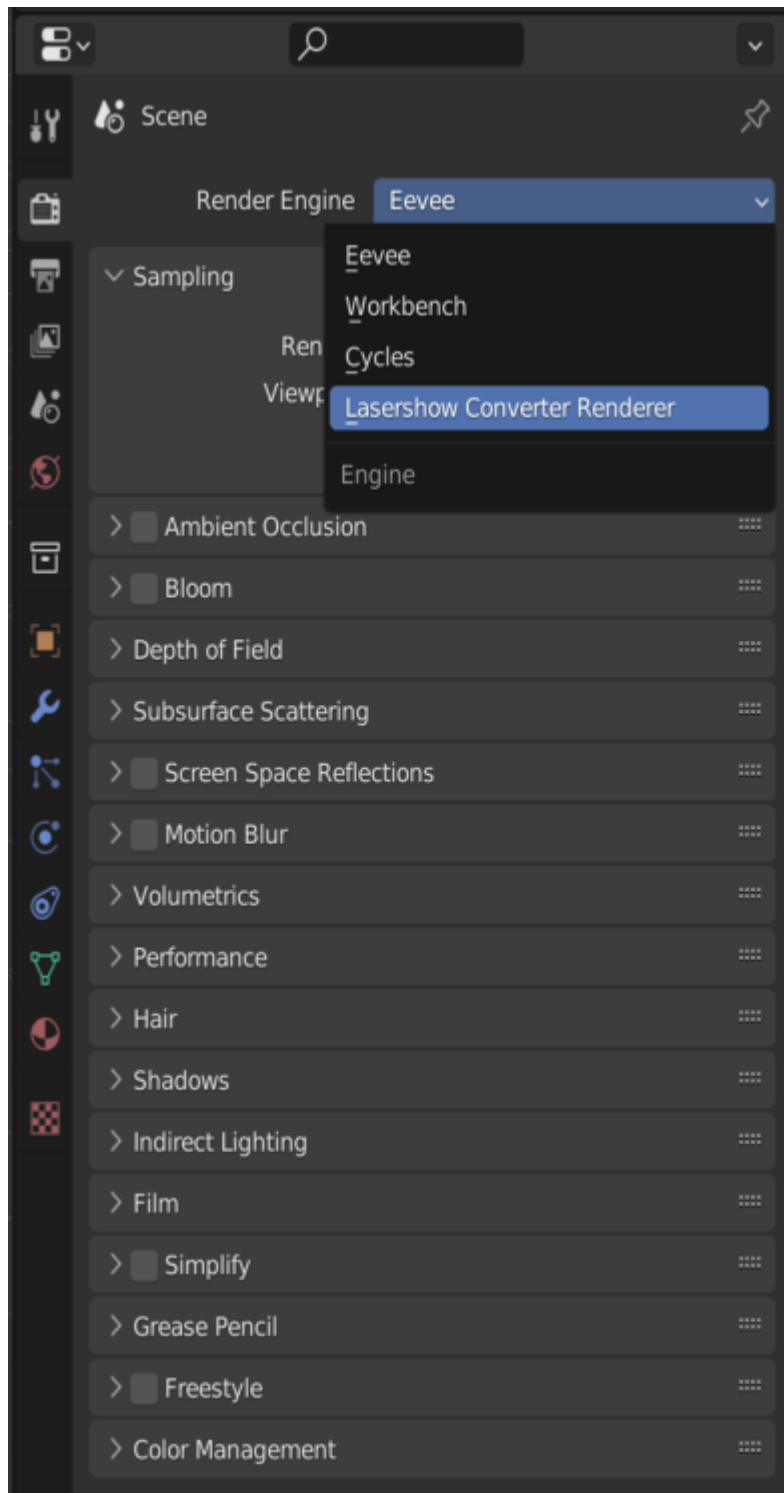 Scene
Render Engine Eevee
Eevee
Workbench
Cycles
Lasershow Converter Renderer
Engine
Sampling
Ren
Viewp
Ambient Occlusion
Bloom
Depth of Field
Subsurface Scattering
Screen Space Reflections
Motion Blur
Volumetrics
Performance
Hair
Shadows
Indirect Lighting
Film
Simplify
Grease Pencil
Freestyle
Color Management